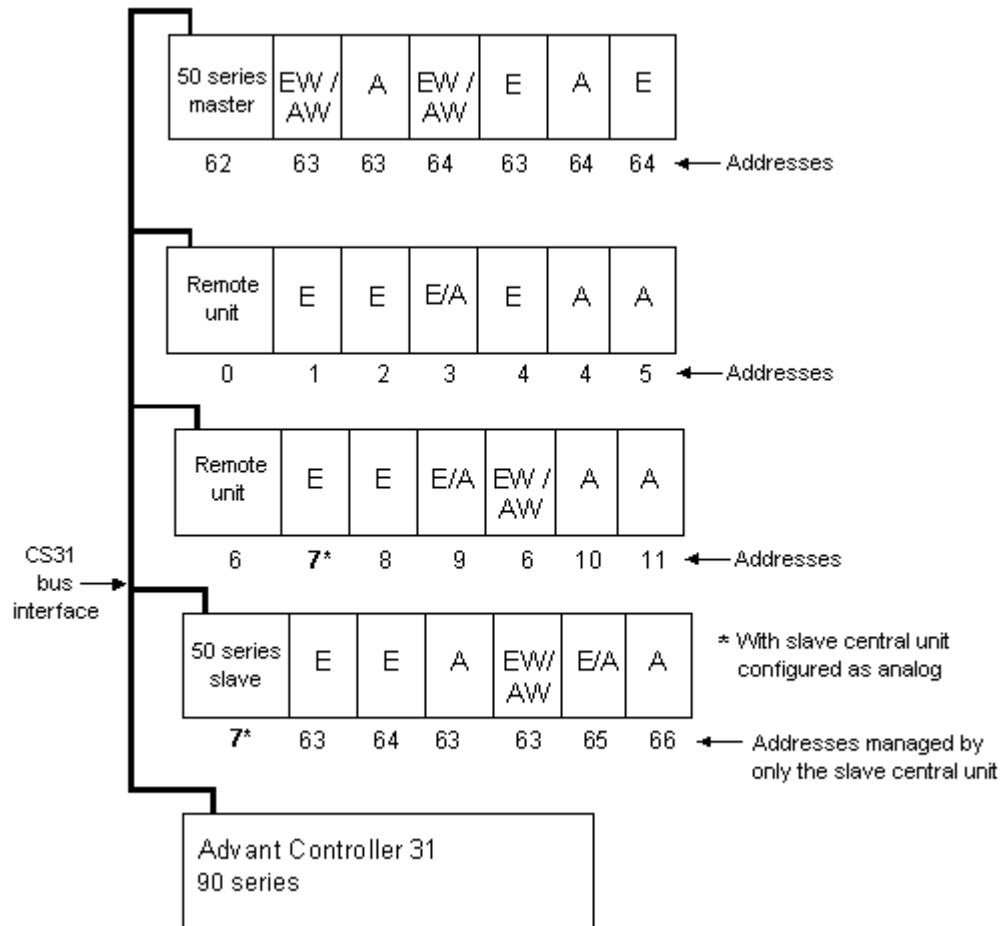 50 series master EW / AW A EW / AW E A E
62 63 63 64 63 64 64 Addresses
Remote unit E E E/A E A A
0 1 2 3 4 4 5 Addresses
Remote unit E E E/A EW / AW A A
6 7* 8 9 6 10 11 Addresses
CS31
bus
interface
50 series slave E E A EW/ AW E/A A
* With slave central unit
configured as analog
7* 63 64 63 63 65 66 Addresses managed by
only the slave central unit
Advant Controller 31
90 series